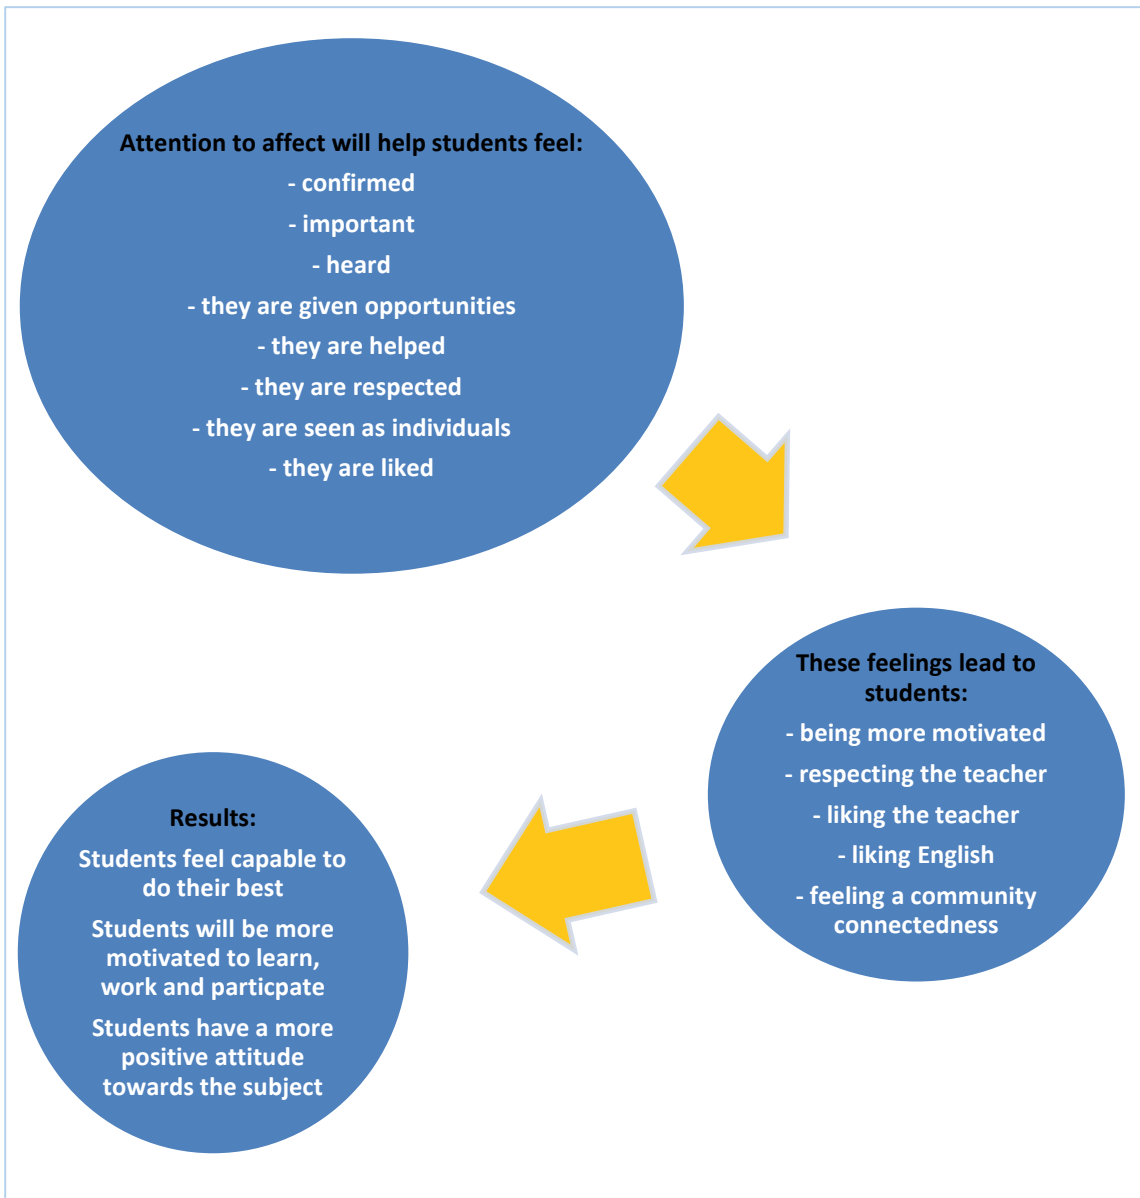 Attention to affect will help students feel:
- confirmed
- important
- heard
- they are given opportunities
- they are helped
- they are respected
- they are seen as individuals
- they are liked
These feelings lead to
students:
- being more motivated
- respecting the teacher
- liking the teacher
- liking English
- feeling a community
connectedness
Results:
Students feel capable to
do their best
Students will be more
motivated to learn,
work and particpate
Students have a more
positive attitude
towards the subject